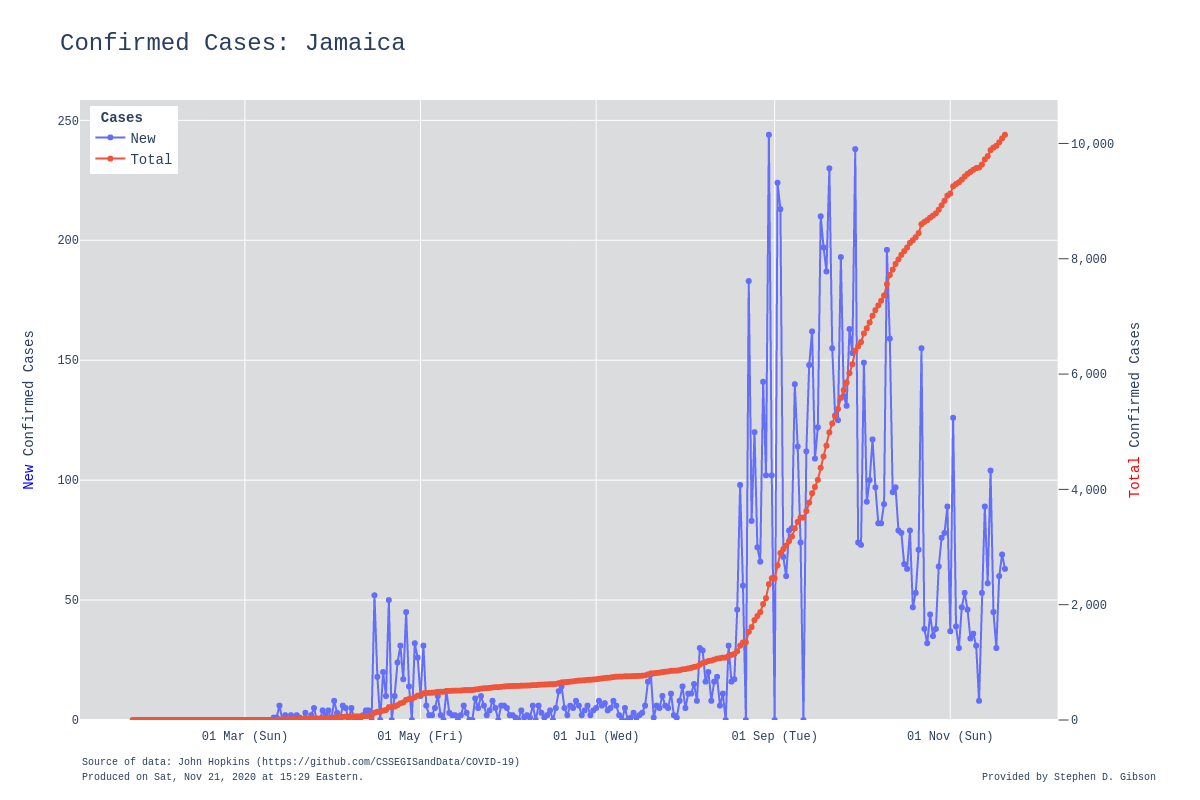 Confirmed Cases: Jamaica
Cases
New
Total
250
200
150
100
50
0
10,000
8,000
6,000
4,000
2,000
0
New Confirmed Cases
Total Confirmed Cases
01 Mar (Sun)
01 May (Fri)
01 Jul (Wed)
01 Sep (Tue)
01 Nov (Sun)
Source of data: John Hopkins (https://github.com/CSSEGISandData/COVID-19)
Produced on Sat, Nov 21, 2020 at 15:29 Eastern.
Provided by Stephen D. Gibson